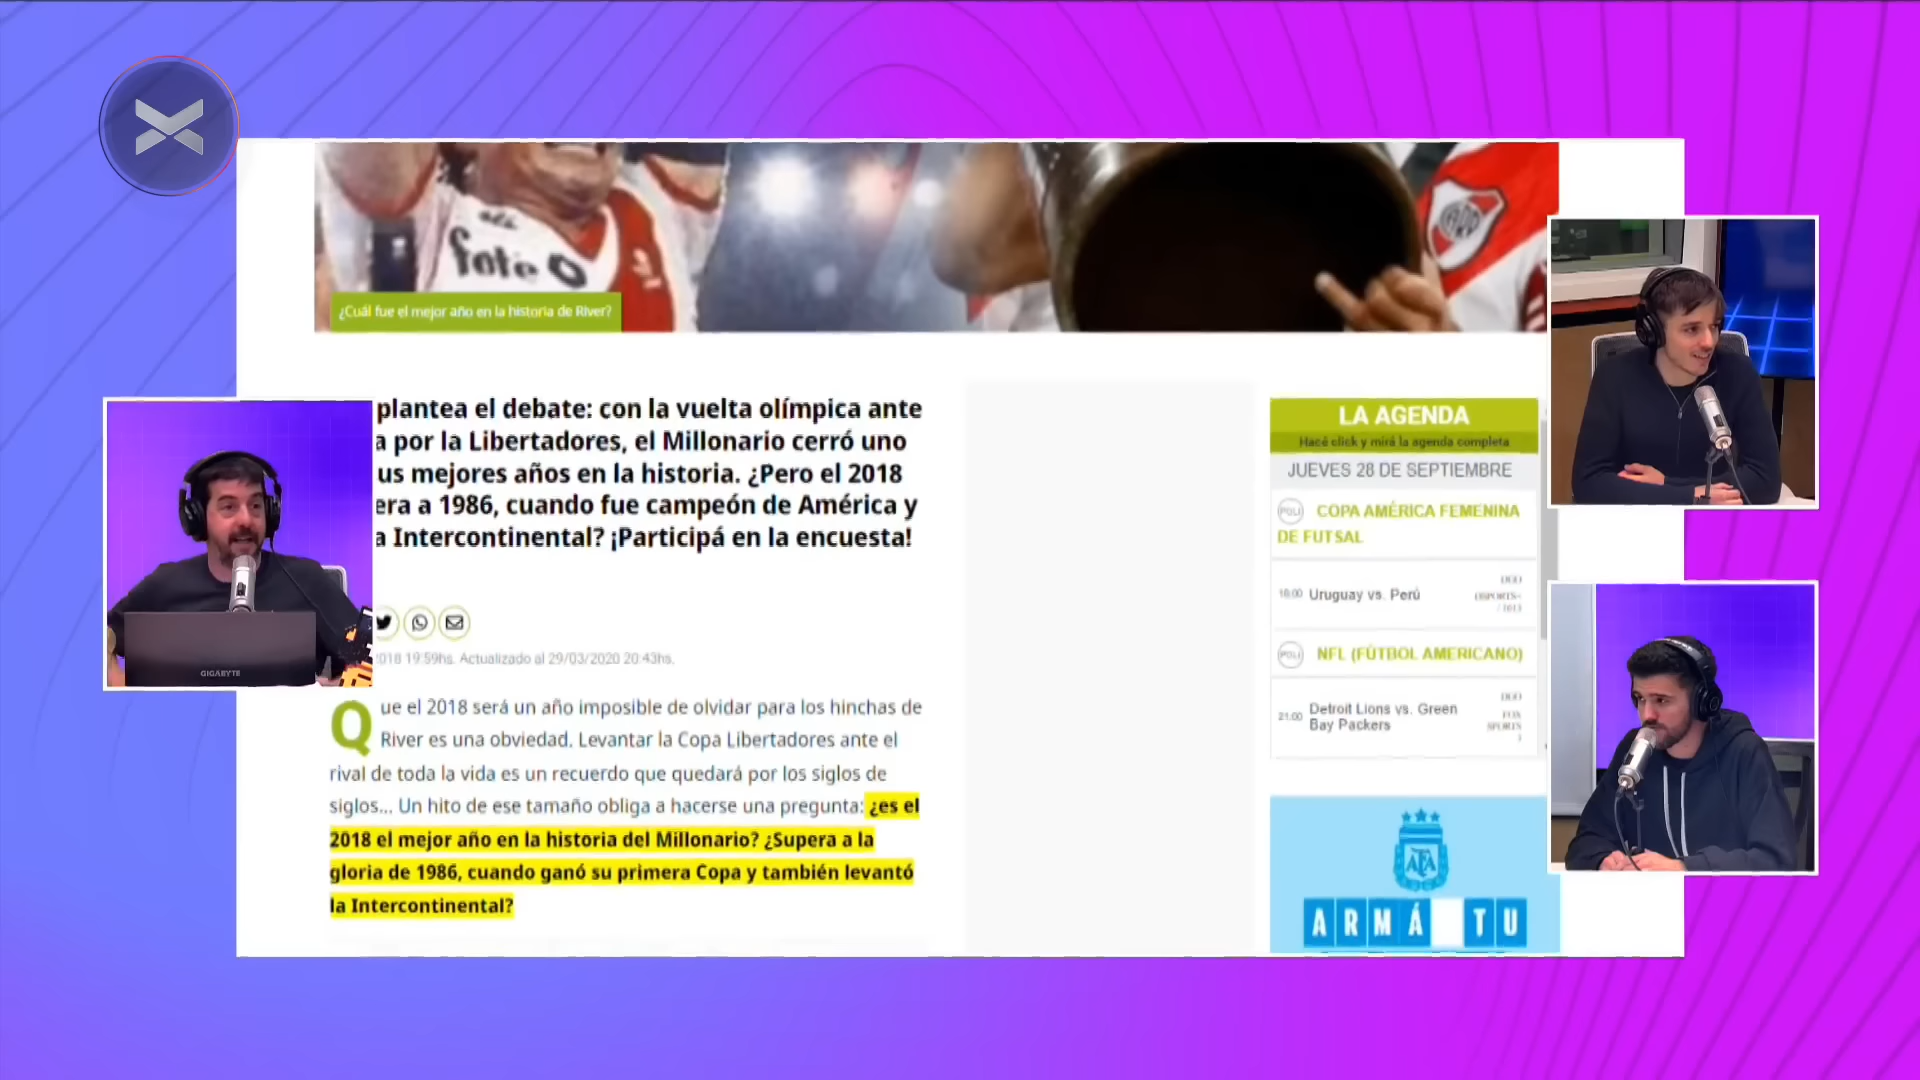 fate O
¿Cuál fue el mejor año en la historia de River?
plantea el debate: con la vuelta olímpica ante
a por la Libertadores, el Millonario cerró uno
us mejores años en la historia. ¿Pero el 2018
era a 1986, cuando fue campeón de América y
a Intercontinental? ¡Participá en la encuesta!
2018 19:59hs. Actualizado al 29/03/2020 20:43hs.
Que el 2018 será un año imposible de olvidar para los hinchas de
River es una obviedad. Levantar la Copa Libertadores ante el
rival de toda la vida es un recuerdo que quedará por los siglos de
siglos... Un hito de ese tamaño obliga a hacerse una pregunta: ¿es el
2018 el mejor año en la historia del Millonario? ¿Supera a la
gloria de 1986, cuando ganó su primera Copa y también levantó
la Intercontinental?
LA AGENDA
Hacé click y mirá la agenda completa
JUEVES 28 DE SEPTIEMBRE
POLI COPA AMÉRICA FEMENINA
DE FUTSAL
18:00 Uruguay vs. Perú
POLI NFL (FÚTBOL AMERICANO)
21:00 Detroit Lions vs. Green
Bay Packers
FOX
SPORTS
3
AFA
ARMÁ TU
GIGABYTE